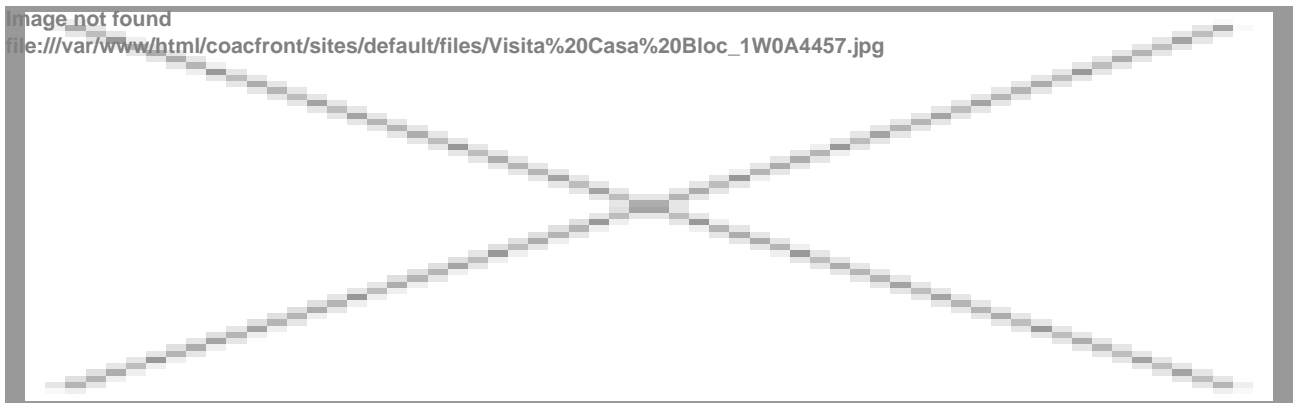 Image not found
file:///var/www/html/coacfront/sites/default/files/Visita%20Casa%20Bloc_1W0A4457.jpg